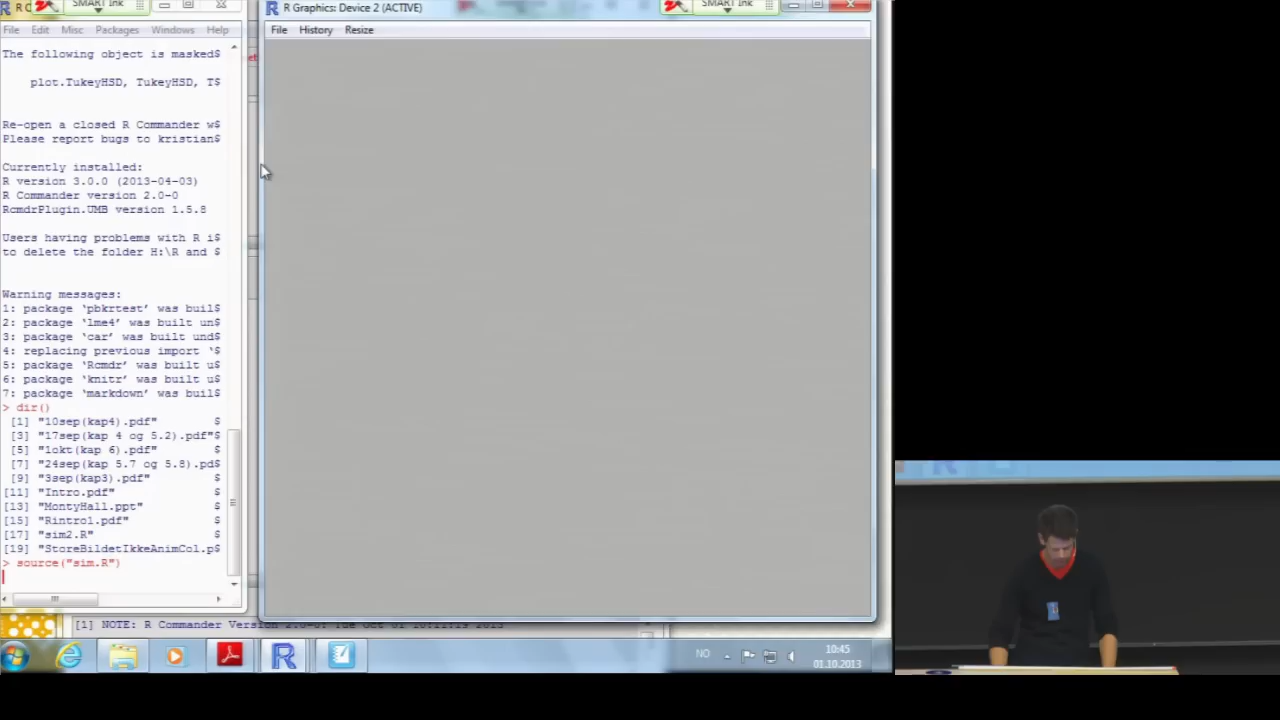 R C
SMART Ink
File Edit Misc Packages Windows Help
The following object is masked$
plot.TukeyHSD, TukeyHSD, T$
Re-open a closed R Commander w$
Please report bugs to kristian$
Currently installed:
R version 3.0.0 (2013-04-03)
R Commander version 2.0-0
RcmdrPlugin.UMB version 1.5.8
Users having problems with R i$
to delete the folder H:\R and $
Warning messages:
1: package ‘pbkrtest’ was buil$
2: package ‘lme4’ was built un$
3: package ‘car’ was built und$
4: replacing previous import ‘$
5: package ‘Rcmdr’ was built u$
6: package ‘knitr’ was built u$
7: package ‘markdown’ was buil$
> dir()
[1] "10sep(kap4).pdf" $
[3] "17sep(kap 4 og 5.2).pdf"$
[5] "1okt(kap 6).pdf" $
[7] "24sep(kap 5.7 og 5.8).pd$
[9] "3sep(kap3).pdf" $
[11] "Intro.pdf" $
[13] "MontyHall.ppt" $
[15] "Rintro1.pdf" $
[17] "sim2.R" $
[19] "StoreBildetIkkeAnimCol.p$
> source("sim.R")
R Graphics: Device 2 (ACTIVE)
SMART Ink
File History Resize
[1] NOTE: R Commander Version 2.0-0: Tue Oct 01 10:21:19 2013
NO
10:45
01.10.2013